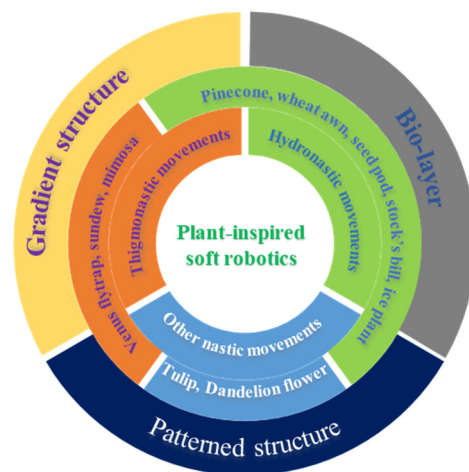 Gradient structure
Bio-layer
Patterned structure
Pinecone, wheat awn, seed pod, stock's bill, ice plant
Venus flytrap, sundew, mimosa
Tulip, Dandelion flower
Thigmonastic movements
Hydronastic movements
Other nastic movements
Plant-inspired
soft robotics